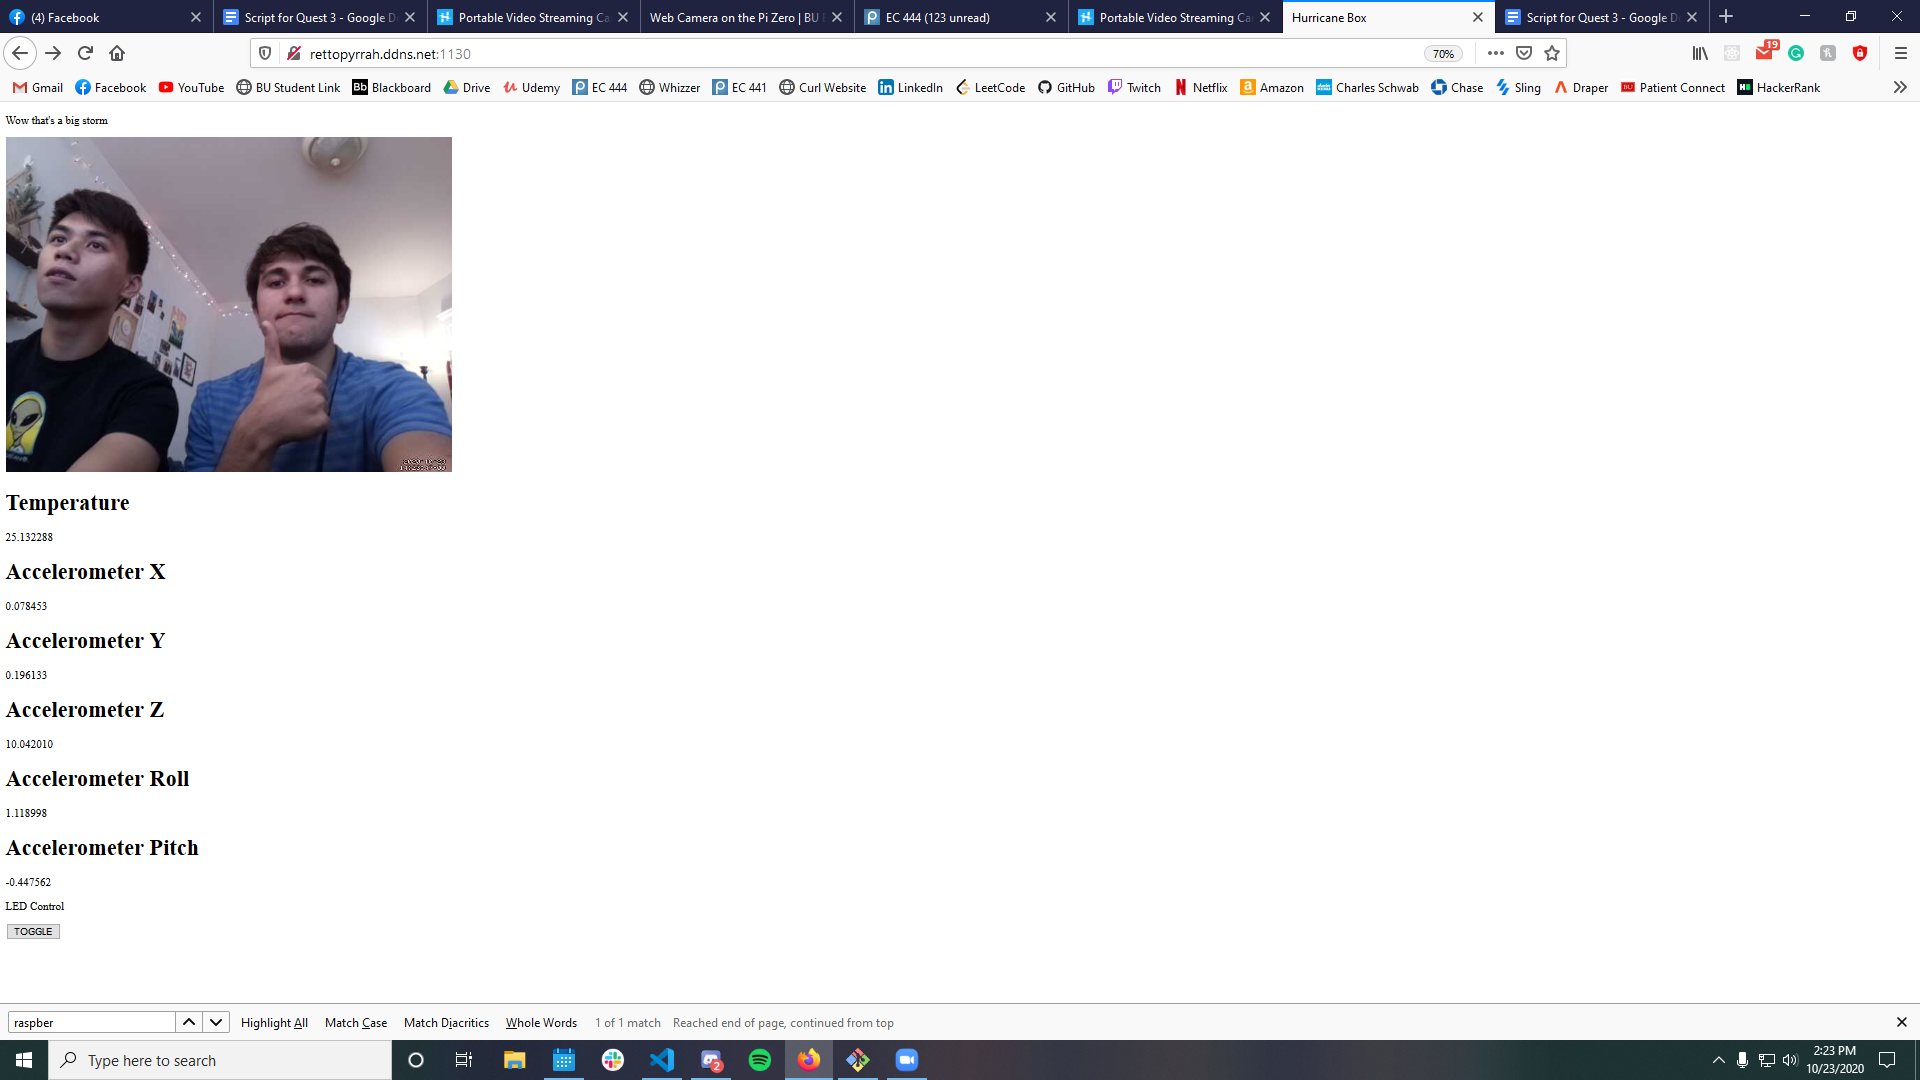 (4) Facebook
Script for Quest 3 - Google D
Portable Video Streaming Ca
Web Camera on the Pi Zero | BU
EC 444 (123 unread)
Portable Video Streaming Ca
Hurricane Box
Script for Quest 3 - Google D
rettopyrrah.ddns.net:1130
70%
19
Gmail Facebook YouTube BU Student Link Blackboard Drive Udemy EC 444 Whizzer EC 441 Curl Website LinkedIn LeetCode GitHub Twitch Netflix Amazon Charles Schwab Chase Sling Draper Patient Connect HackerRank
Wow that's a big storm
Temperature
25.132288
Accelerometer X
0.078453
Accelerometer Y
0.196133
Accelerometer Z
10.042010
Accelerometer Roll
1.118998
Accelerometer Pitch
-0.447562
LED Control
TOGGLE
raspber Highlight All Match Case Match Diacritics Whole Words 1 of 1 match Reached end of page, continued from top
Type here to search
2
2:23 PM
10/23/2020